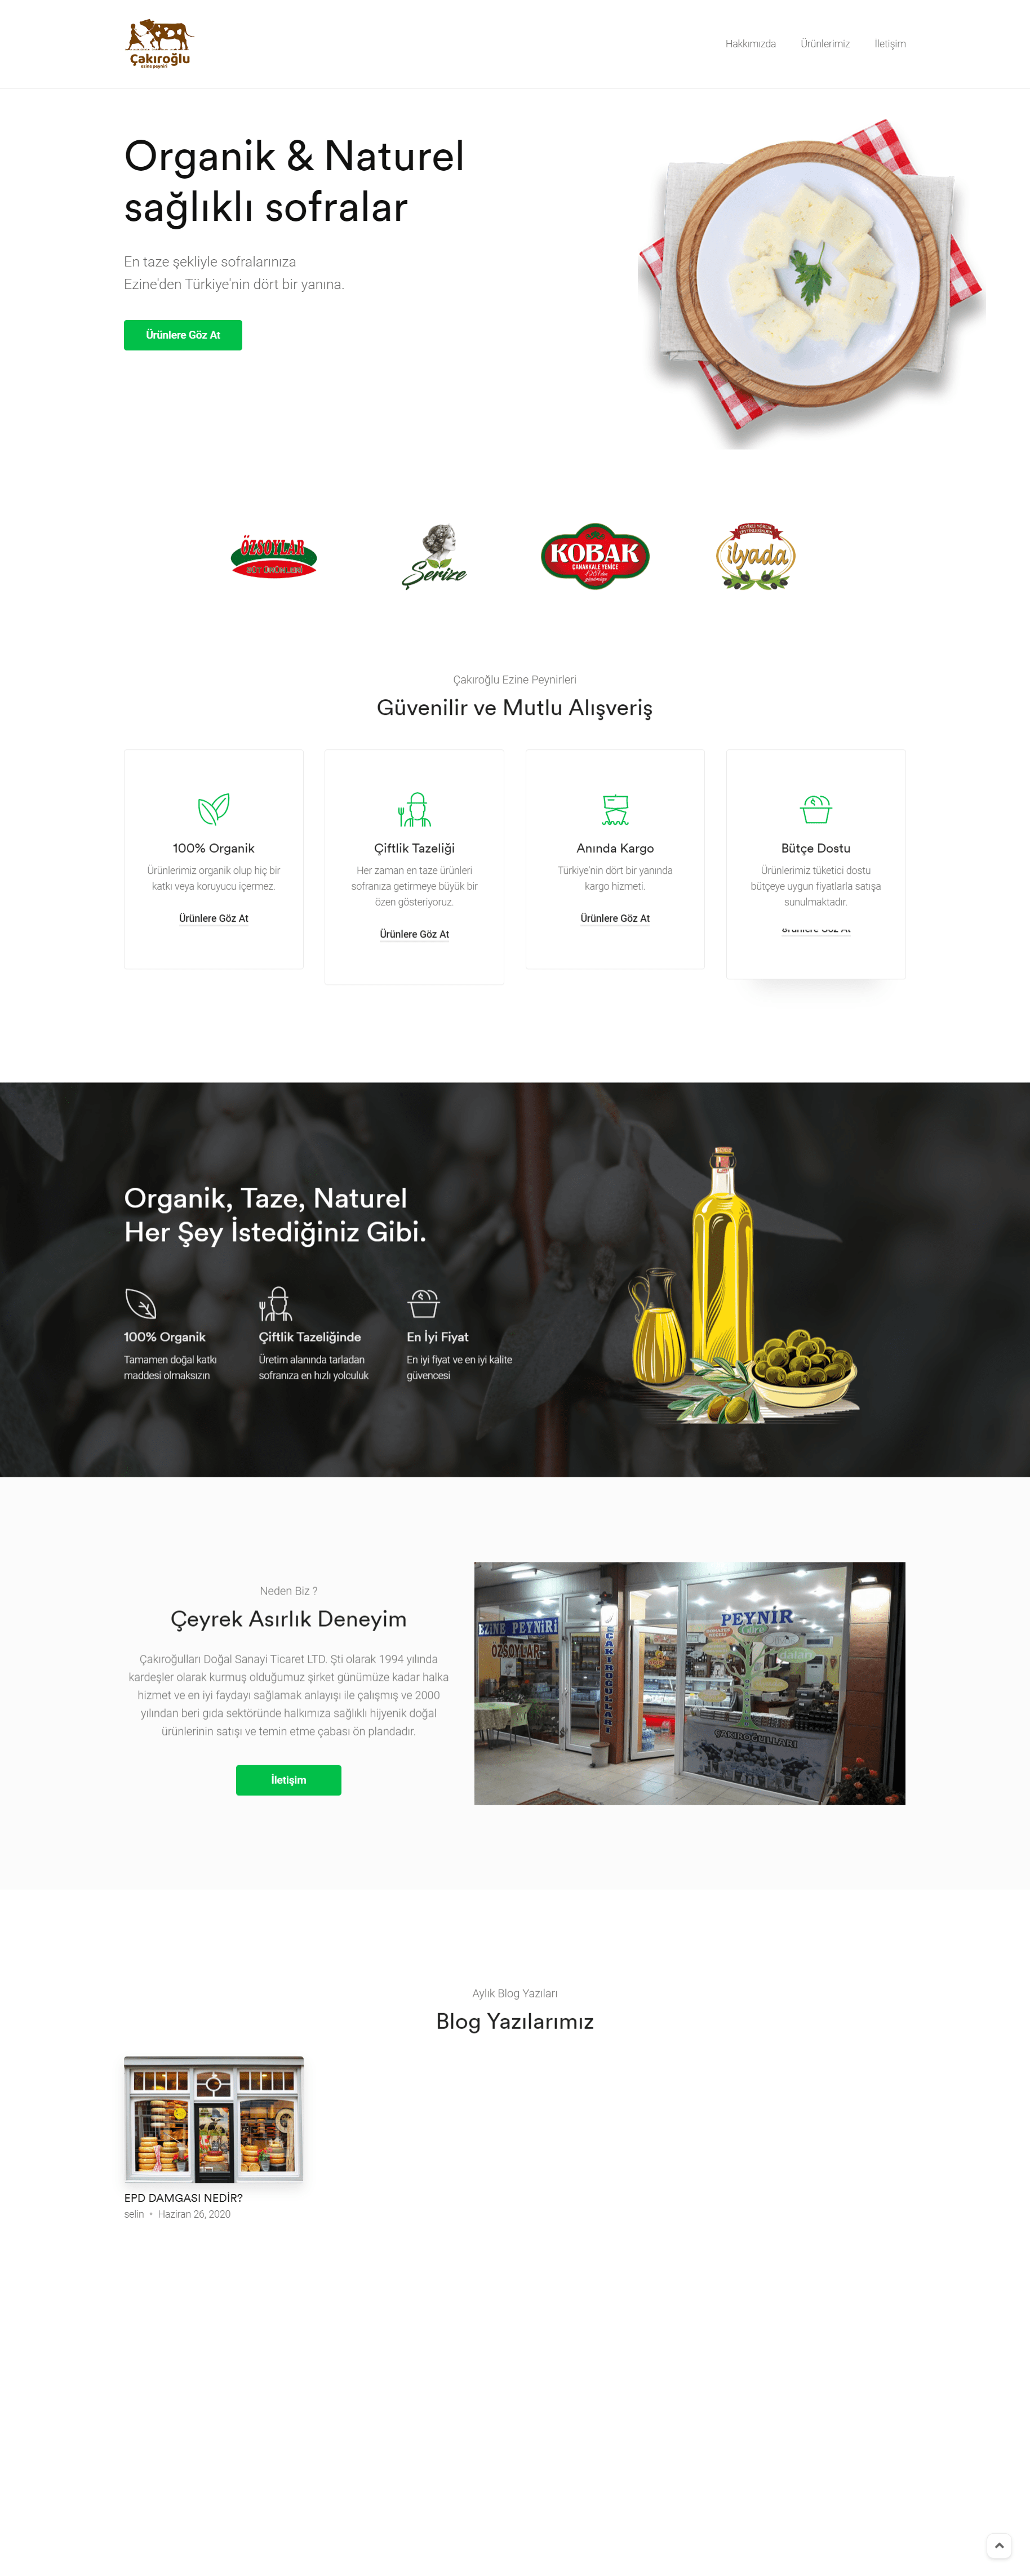 Çakıroğlu
ezine peyniri
Hakkımızda
Ürünlerimiz
İletişim
Organik & Naturel
sağlıklı sofralar
En taze şekliyle sofralarınıza
Ezine'den Türkiye'nin dört bir yanına.
Ürünlere Göz At
ÖZSOYLAR
SÜT ÜRÜNLERİ
Serize
KOBAK
ÇANAKKALE YENİCE
ilyada
Çakıroğlu Ezine Peynirleri
Güvenilir ve Mutlu Alışveriş
100% Organik
Ürünlerimiz organik olup hiç bir
katkı veya koruyucu içermez.
Ürünlere Göz At
Çiftlik Tazeliği
Her zaman en taze ürünleri
sofranıza getirmeye büyük bir
özen gösteriyoruz.
Ürünlere Göz At
Anında Kargo
Türkiye'nin dört bir yanında
kargo hizmeti.
Ürünlere Göz At
Bütçe Dostu
Ürünlerimiz tüketici dostu
bütçeye uygun fiyatlarla satışa
sunulmaktadır.
Ürünlere Göz At
Organik, Taze, Naturel
Her Şey İstediğiniz Gibi.
100% Organik
Tamamen doğal katkı
maddesi olmaksızın
Çiftlik Tazeliğinde
Üretim alanında tarladan
sofranıza en hızlı yolculuk
En İyi Fiyat
En iyi fiyat ve en iyi kalite
güvencesi
Neden Biz ?
Çeyrek Asırlık Deneyim
Çakıroğulları Doğal Sanayi Ticaret LTD. Şti olarak 1994 yılında
kardeşler olarak kurmuş olduğumuz şirket günümüze kadar halka
hizmet ve en iyi faydayı sağlamak anlayışı ile çalışmış ve 2000
yılından beri gıda sektöründe halkımıza sağlıklı hijyenik doğal
ürünlerinin satışı ve temin etme çabası ön plandadır.
İletişim
EZINE PEYNİRİ
ÖZSOYLAR
ÇAKIROĞULLARI
PEYNİR
ÇAKIROĞULLARI
Aylık Blog Yazıları
Blog Yazılarımız
EPD DAMGASI NEDİR?
selin • Haziran 26, 2020